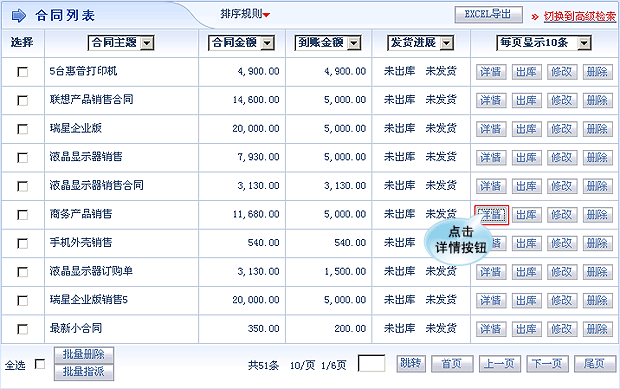 合同列表 排序规则 EXCEL导出 » 切换到高级检索
选择 合同主题 合同金额 到账金额 发货进展 每页显示10条
5台惠普打印机 4,900.00 4,900.00 未出库 未发货 详情 出库 修改 删除
联想产品销售合同 14,600.00 5,000.00 未出库 未发货 详情 出库 修改 删除
瑞星企业版 20,000.00 5,000.00 未出库 未发货 详情 出库 修改 删除
液晶显示器销售 7,930.00 5,000.00 未出库 未发货 详情 出库 修改 删除
液晶显示器销售合同 3,130.00 3,130.00 未出库 未发货 详情 出库 修改 删除
商务产品销售 11,680.00 5,000.00 未出库 未发货 详情 出库 修改 删除
点击
详情按钮
手机外壳销售 540.00 540.00 未出库 详情 出库 修改 删除
液晶显示器订购单 3,130.00 1,500.00 未出库 未发货 详情 出库 修改 删除
瑞星企业版销售5 20,000.00 5,000.00 未出库 未发货 详情 出库 修改 删除
最新小合同 350.00 200.00 未出库 未发货 详情 出库 修改 删除
全选 批量删除
批量指派
共51条 10/页 1/6页 跳转 首页 上一页 下一页 尾页